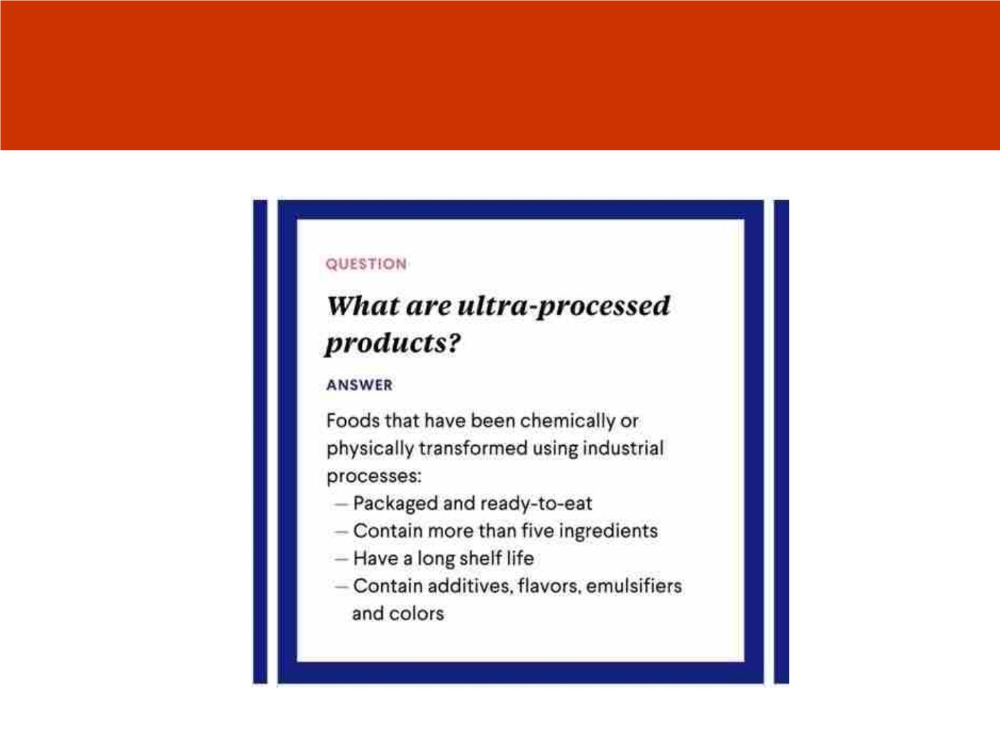 QUESTION
What are ultra-processed
products?
ANSWER
Foods that have been chemically or
physically transformed using industrial
processes:
– Packaged and ready-to-eat
– Contain more than five ingredients
– Have a long shelf life
– Contain additives, flavors, emulsifiers
and colors